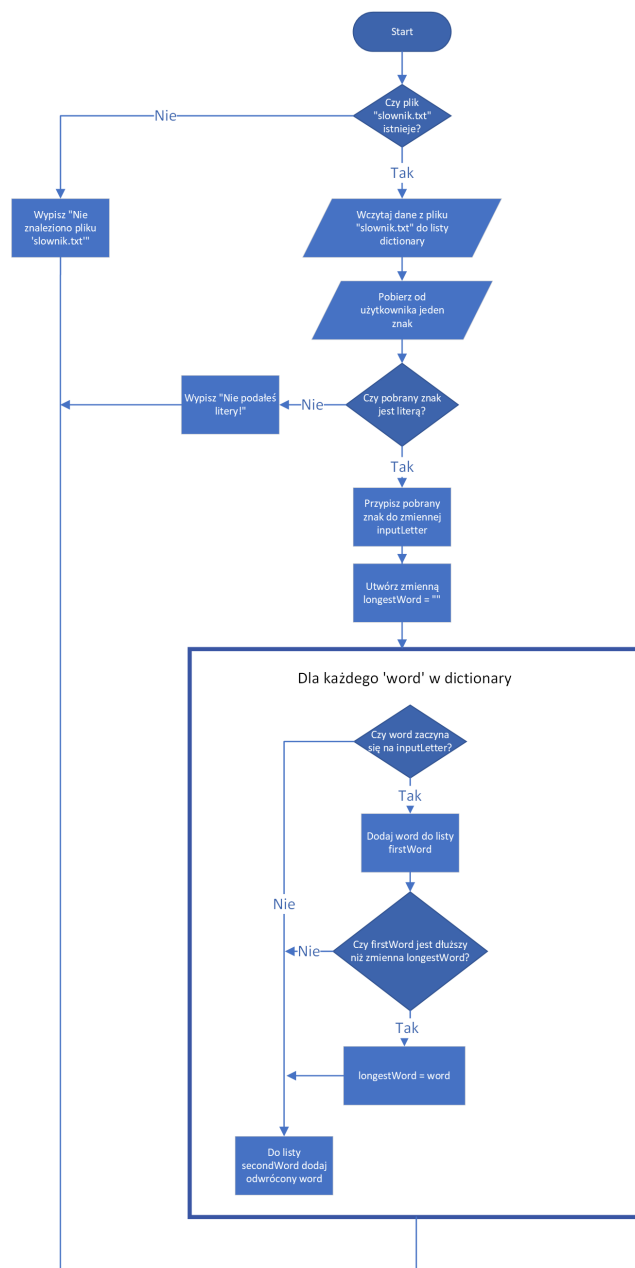 Start
Czy plik
"slownik.txt"
istnieje?
Nie
Tak
Wypisz "Nie
znaleziono pliku
'slownik.txt'"
Wczytaj dane z pliku
"slownik.txt" do listy
dictionary
Pobierz od
użytkownika jeden
znak
Czy pobrany znak
jest literą?
Nie
Wypisz "Nie podałeś
litery!"
Tak
Przypisz pobrany
znak do zmiennej
inputLetter
Utwórz zmienną
longestWord = ""
Dla każdego 'word' w dictionary
Czy word zaczyna
się na inputLetter?
Tak
Dodaj word do listy
firstWord
Nie
Czy firstWord jest dłuższy
niż zmienna longestWord?
Nie
Tak
longestWord = word
Do listy
secondWord dodaj
odwrócony word